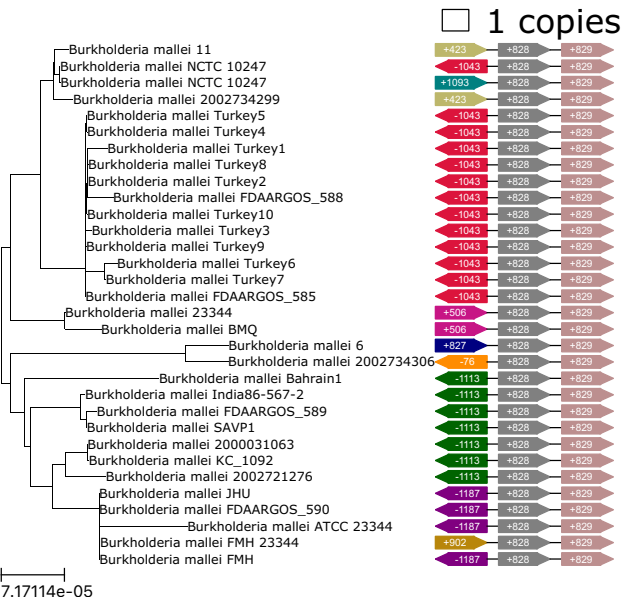 1 copies
Burkholderia mallei 11 +423 +828 +829
Burkholderia mallei NCTC 10247 -1043 +828 +829
Burkholderia mallei NCTC 10247 +1093 +828 +829
Burkholderia mallei 2002734299 +423 +828 +829
Burkholderia mallei Turkey5 -1043 +828 +829
Burkholderia mallei Turkey4 -1043 +828 +829
Burkholderia mallei Turkey1 -1043 +828 +829
Burkholderia mallei Turkey8 -1043 +828 +829
Burkholderia mallei Turkey2 -1043 +828 +829
Burkholderia mallei FDAARGOS_588 -1043 +828 +829
Burkholderia mallei Turkey10 -1043 +828 +829
Burkholderia mallei Turkey3 -1043 +828 +829
Burkholderia mallei Turkey9 -1043 +828 +829
Burkholderia mallei Turkey6 -1043 +828 +829
Burkholderia mallei Turkey7 -1043 +828 +829
Burkholderia mallei FDAARGOS_585 -1043 +828 +829
Burkholderia mallei 23344 +506 +828 +829
Burkholderia mallei BMQ +506 +828 +829
Burkholderia mallei 6 +827 +828 +829
Burkholderia mallei 2002734306 -76 +828 +829
Burkholderia mallei Bahrain1 -1113 +828 +829
Burkholderia mallei India86-567-2 -1113 +828 +829
Burkholderia mallei FDAARGOS_589 -1113 +828 +829
Burkholderia mallei SAVP1 -1113 +828 +829
Burkholderia mallei 2000031063 -1113 +828 +829
Burkholderia mallei KC_1092 -1113 +828 +829
Burkholderia mallei 2002721276 -1113 +828 +829
Burkholderia mallei JHU -1187 +828 +829
Burkholderia mallei FDAARGOS_590 -1187 +828 +829
Burkholderia mallei ATCC 23344 -1187 +828 +829
Burkholderia mallei FMH 23344 +902 +828 +829
Burkholderia mallei FMH -1187 +828 +829
7.17114e-05